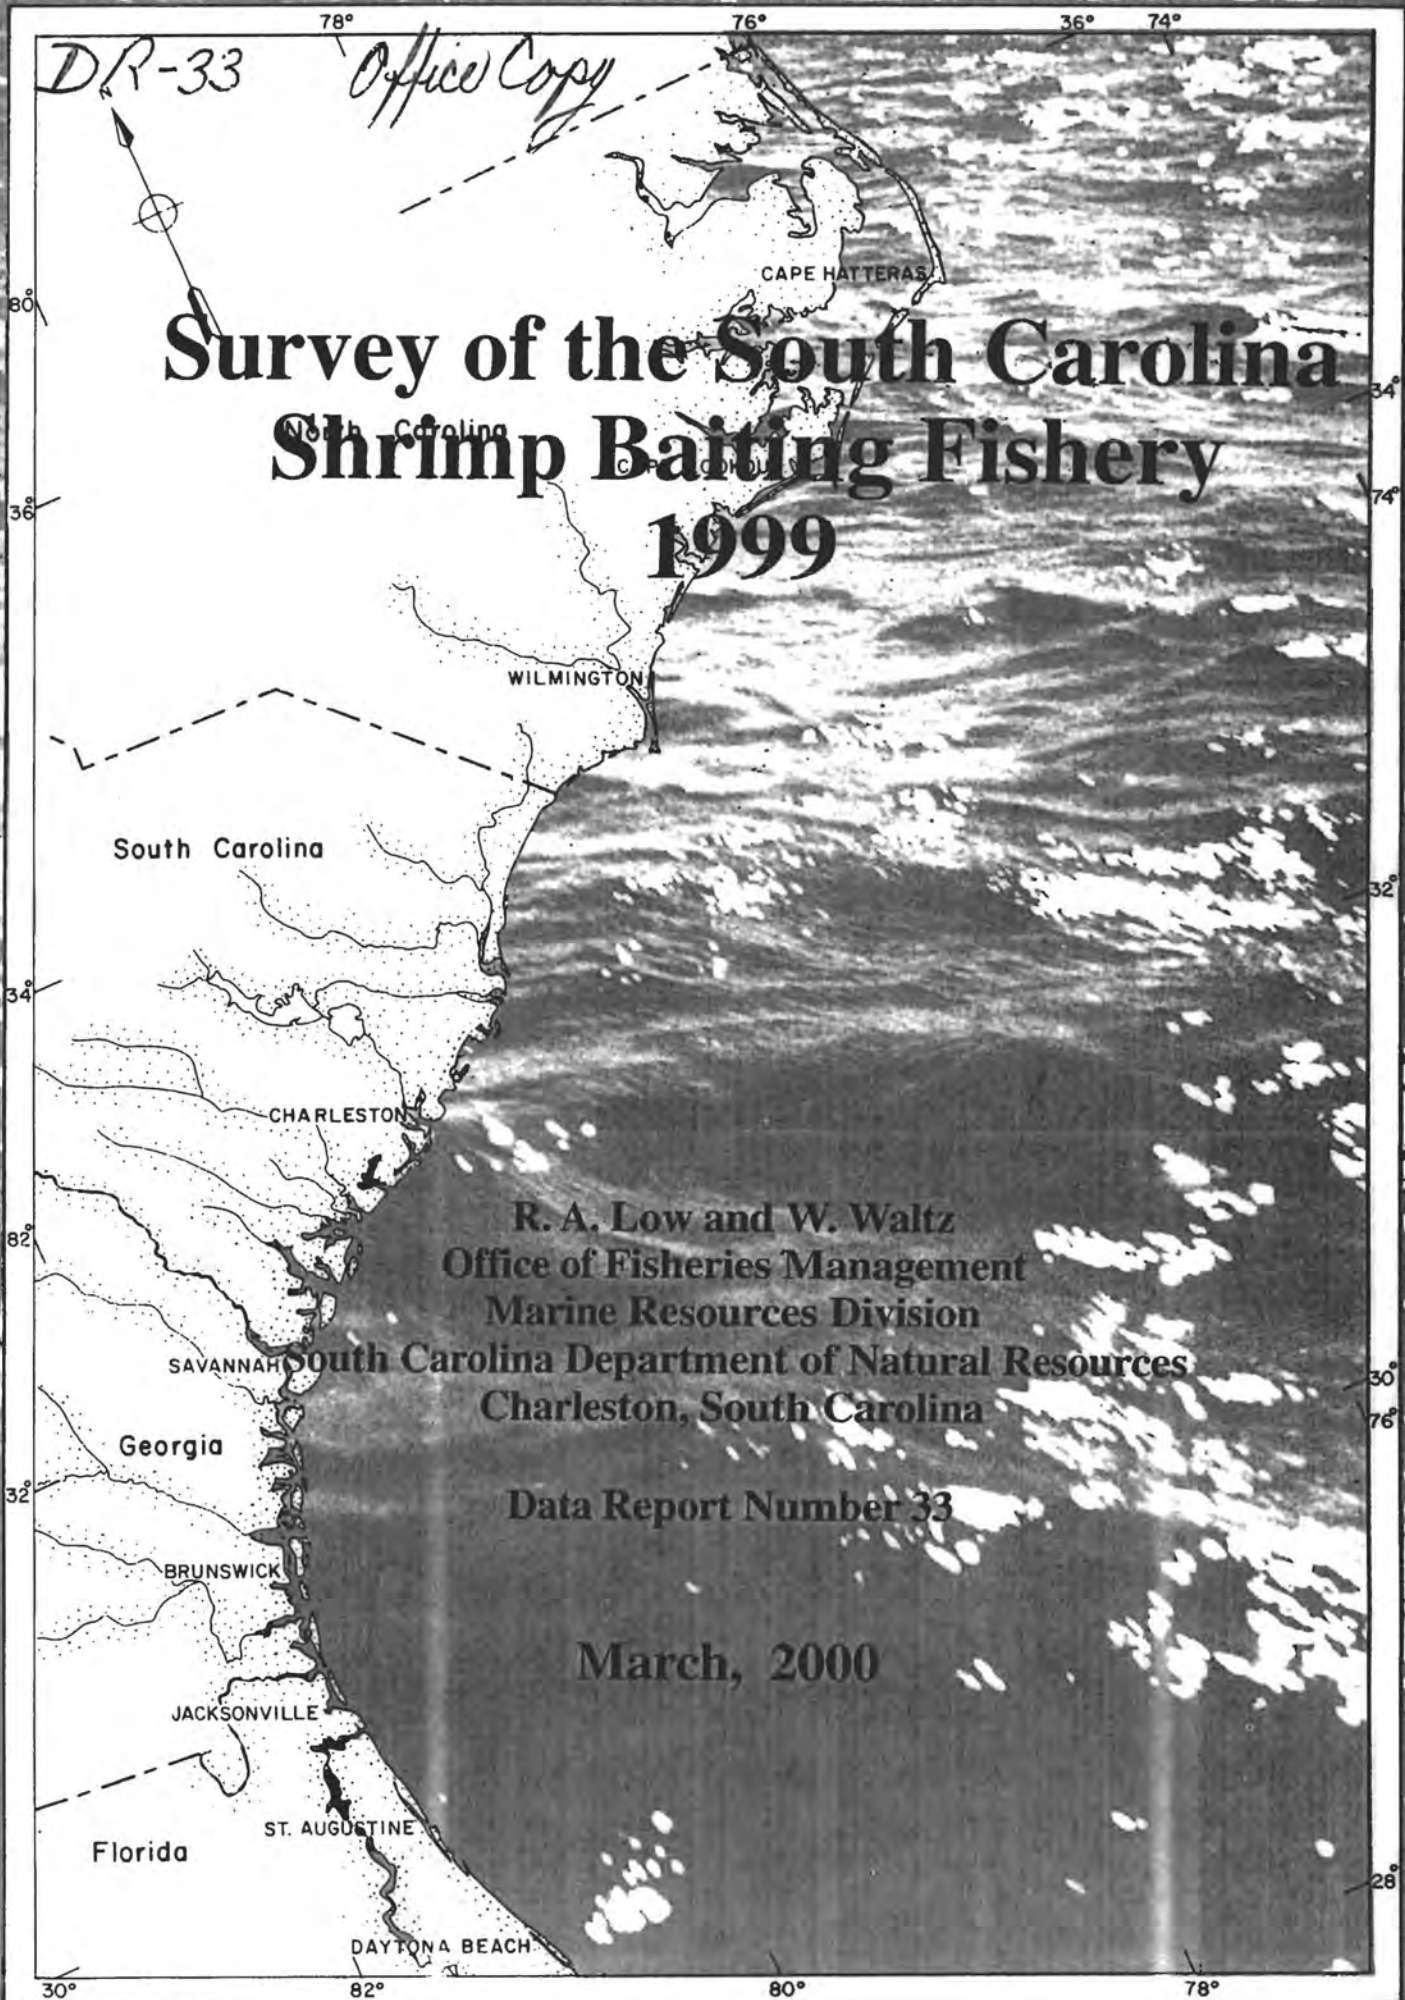 78° 76° 36° 74°
DR-33 Office Copy
N
CAPE HATTERAS
80°
Survey of the South Carolina
34°
North Carolina
Shrimp Baiting Fishery
74°
36°
1999
WILMINGTON
South Carolina
32°
34°
CHARLESTON
R. A. Low and W. Waltz
82°
Office of Fisheries Management
Marine Resources Division
SAVANNAH
South Carolina Department of Natural Resources
30°
Charleston, South Carolina
76°
Georgia
32°
Data Report Number 33
BRUNSWICK
March, 2000
JACKSONVILLE
ST. AUGUSTINE
Florida
28°
DAYTONA BEACH
30° 82° 80° 78°